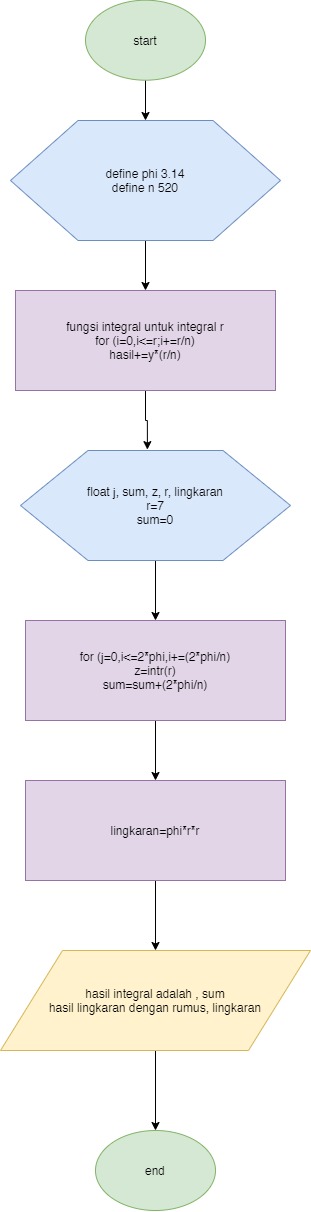 start
define phi 3.14
define n 520
fungsi integral untuk integral r
for (i=0,i<=r;i+=r/n)
hasil+=y*(r/n)
float j, sum, z, r, lingkaran
r=7
sum=0
for (j=0,i<=2*phi,i+=(2*phi/n)
z=intr(r)
sum=sum+(2*phi/n)
lingkaran=phi*r*r
hasil integral adalah , sum
hasil lingkaran dengan rumus, lingkaran
end